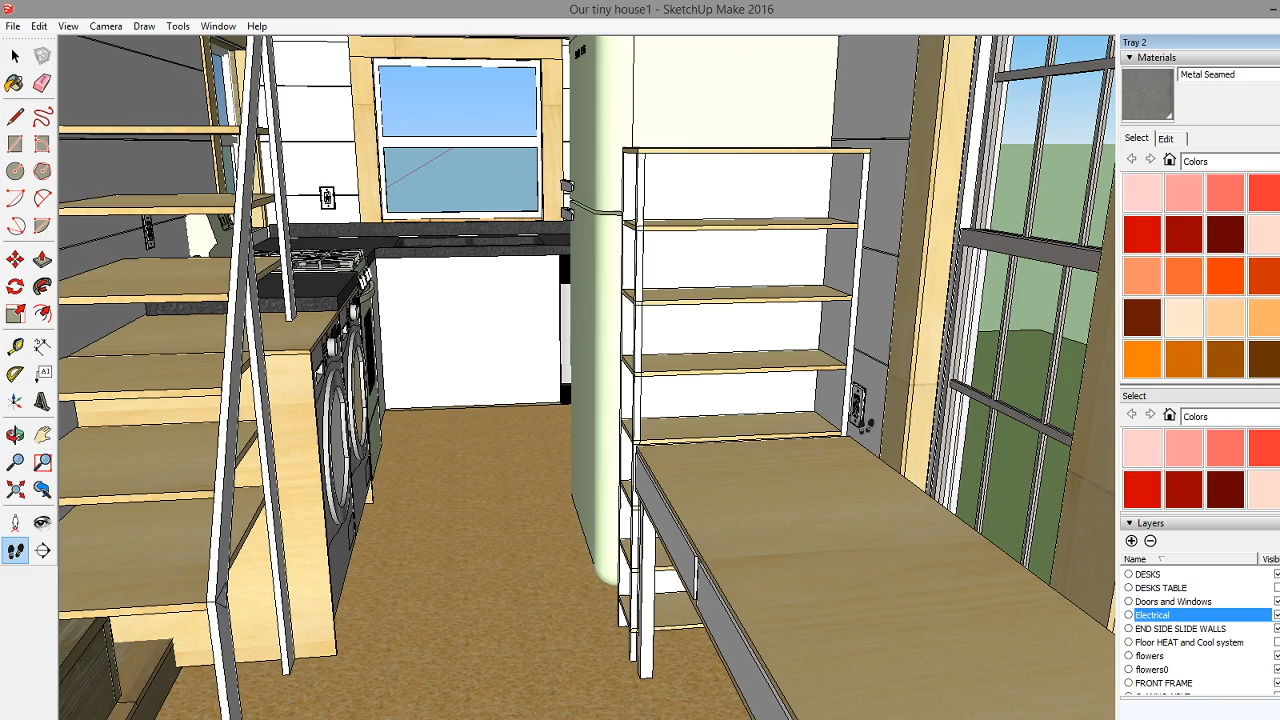 Our tiny house1 - SketchUp Make 2016
File Edit View Camera Draw Tools Window Help
Tray 2
Materials
Metal Seamed
Select Edit
Colors
Select
Colors
Layers
Name Visib
DESKS
DESKS TABLE
Doors and Windows
Electrical
END SIDE SLIDE WALLS
Floor HEAT and Cool system
flowers
flowers0
FRONT FRAME
A1